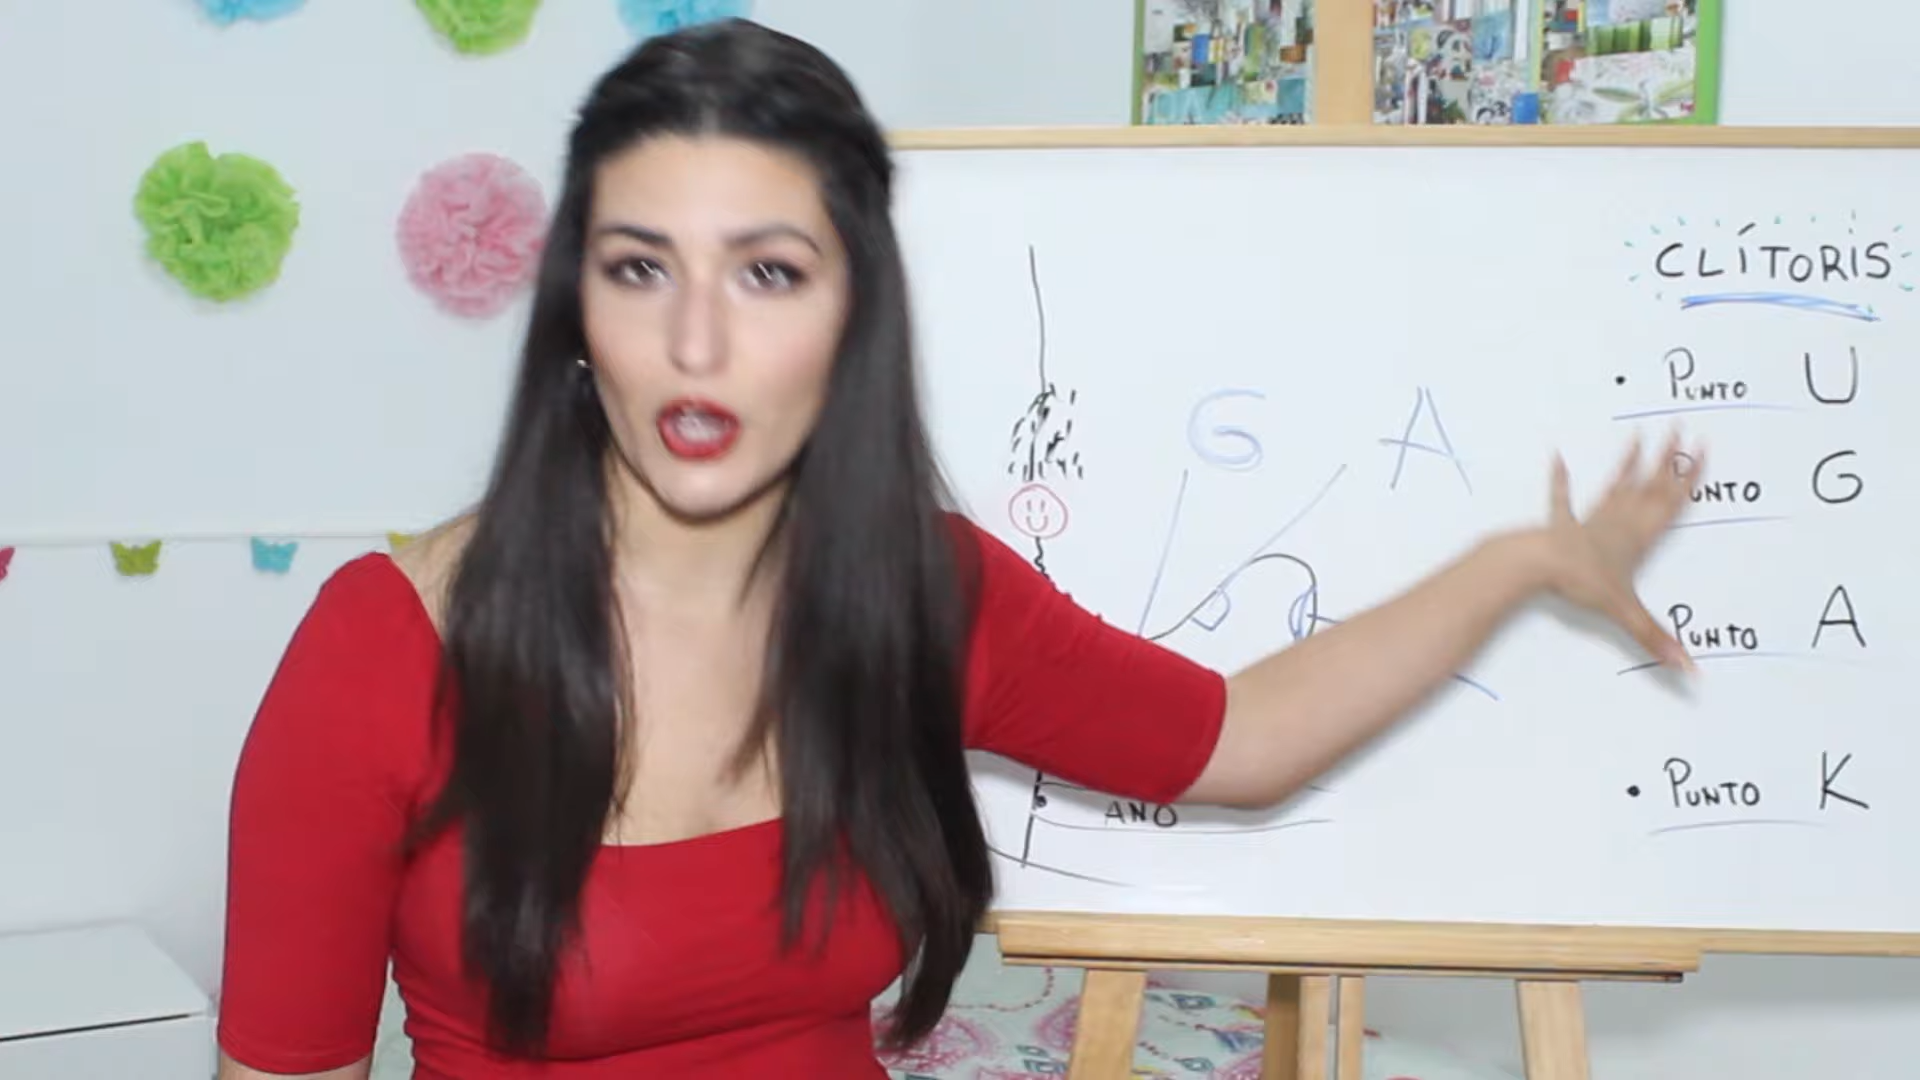 CLÍTORIS
• PUNTO U
PUNTO G
PUNTO A
• PUNTO K
G A
ANO